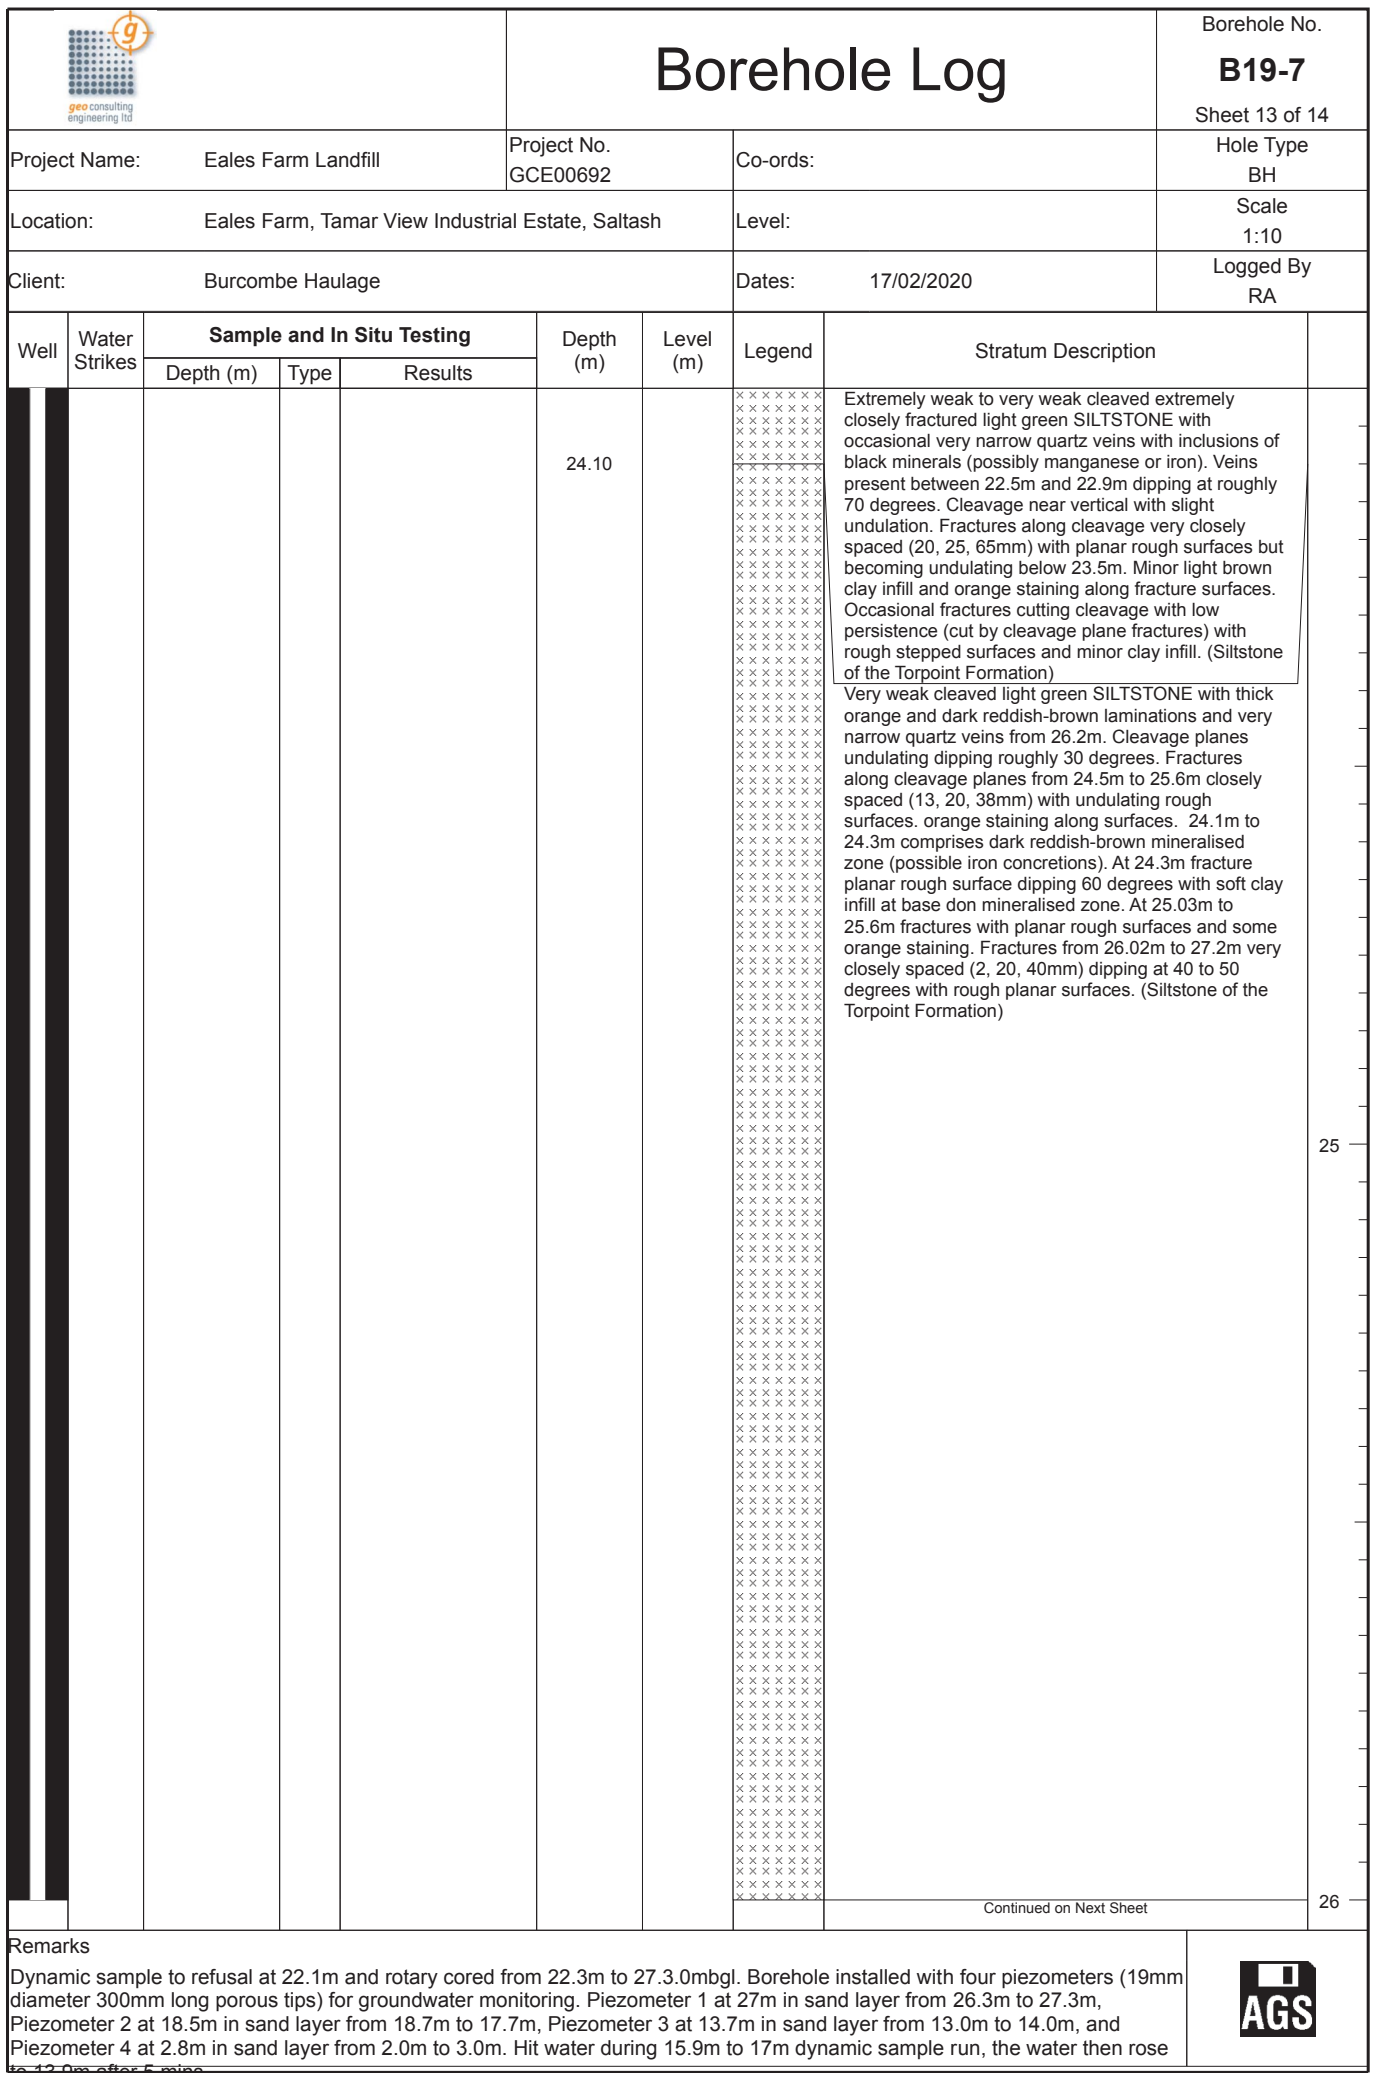 g
geo consulting
engineering ltd
Borehole Log
Borehole No.
B19-7
Sheet 13 of 14
Project Name: Eales Farm Landfill
Project No.
GCE00692
Co-ords:
Hole Type
BH
Location: Eales Farm, Tamar View Industrial Estate, Saltash
Level:
Scale
1:10
Client: Burcombe Haulage
Dates: 17/02/2020
Logged By
RA
Well
Water
Strikes
Sample and In Situ Testing
Depth (m) Type Results
Depth
(m)
Level
(m)
Legend
Stratum Description
24.10
Extremely weak to very weak cleaved extremely
closely fractured light green SILTSTONE with
occasional very narrow quartz veins with inclusions of
black minerals (possibly manganese or iron). Veins
present between 22.5m and 22.9m dipping at roughly
70 degrees. Cleavage near vertical with slight
undulation. Fractures along cleavage very closely
spaced (20, 25, 65mm) with planar rough surfaces but
becoming undulating below 23.5m. Minor light brown
clay infill and orange staining along fracture surfaces.
Occasional fractures cutting cleavage with low
persistence (cut by cleavage plane fractures) with
rough stepped surfaces and minor clay infill. (Siltstone
of the Torpoint Formation)
Very weak cleaved light green SILTSTONE with thick
orange and dark reddish-brown laminations and very
narrow quartz veins from 26.2m. Cleavage planes
undulating dipping roughly 30 degrees. Fractures
along cleavage planes from 24.5m to 25.6m closely
spaced (13, 20, 38mm) with undulating rough
surfaces. orange staining along surfaces. 24.1m to
24.3m comprises dark reddish-brown mineralised
zone (possible iron concretions). At 24.3m fracture
planar rough surface dipping 60 degrees with soft clay
infill at base don mineralised zone. At 25.03m to
25.6m fractures with planar rough surfaces and some
orange staining. Fractures from 26.02m to 27.2m very
closely spaced (2, 20, 40mm) dipping at 40 to 50
degrees with rough planar surfaces. (Siltstone of the
Torpoint Formation)
25
26
Continued on Next Sheet
Remarks
Dynamic sample to refusal at 22.1m and rotary cored from 22.3m to 27.3.0mbgl. Borehole installed with four piezometers (19mm
diameter 300mm long porous tips) for groundwater monitoring. Piezometer 1 at 27m in sand layer from 26.3m to 27.3m,
Piezometer 2 at 18.5m in sand layer from 18.7m to 17.7m, Piezometer 3 at 13.7m in sand layer from 13.0m to 14.0m, and
Piezometer 4 at 2.8m in sand layer from 2.0m to 3.0m. Hit water during 15.9m to 17m dynamic sample run, the water then rose
to 13.9m after 5 mins
AGS